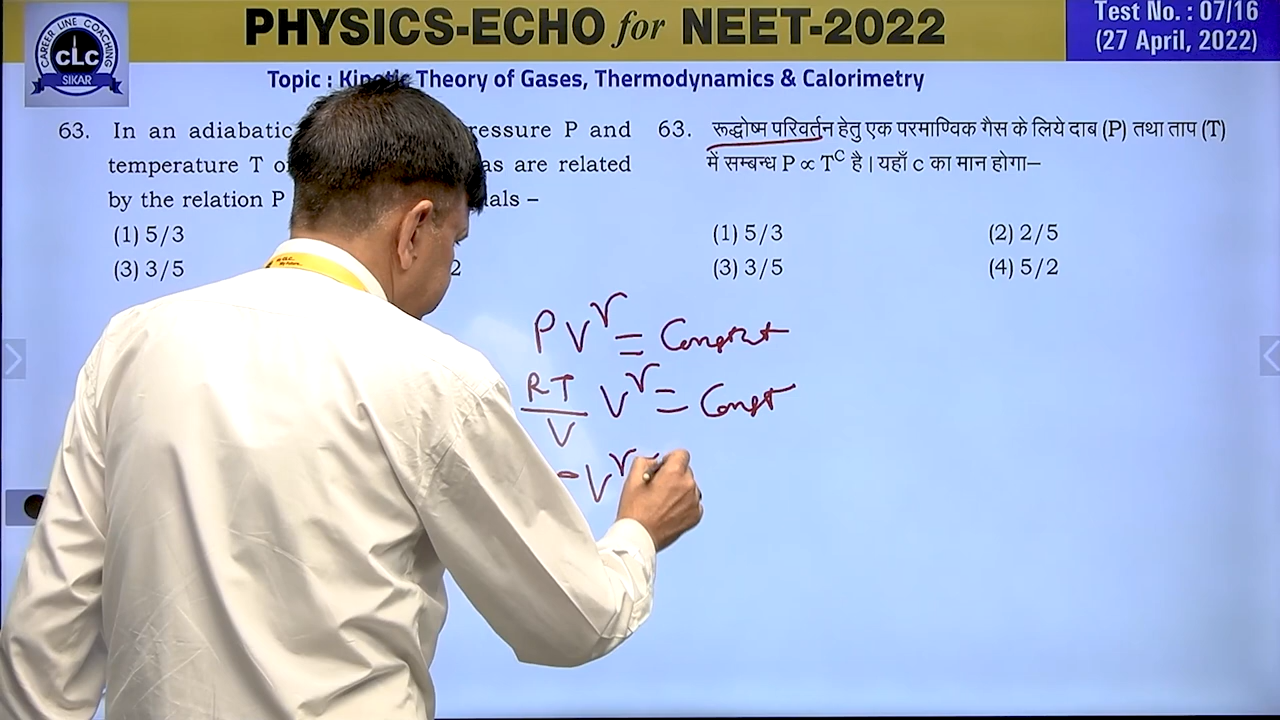 PHYSICS-ECHO for NEET-2022
Test No. : 07/16
(27 April, 2022)
CAREER LINE COACHING
CLC
SIKAR
Topic : Kinetic Theory of Gases, Thermodynamics & Calorimetry
63. In an adiabatic ressure P and
temperature T o as are related
by the relation P als –
(1) 5/3
(3) 3/5 2
63. रूद्धोष्म परिवर्तन हेतु एक परमाण्विक गैस के लिये दाब (P) तथा ताप (T)
में सम्बन्ध P ∝ T^C है। यहाँ c का मान होगा–
(1) 5/3 (2) 2/5
(3) 3/5 (4) 5/2
PV^γ = Constant
RT/V V^γ = Const
V^γ